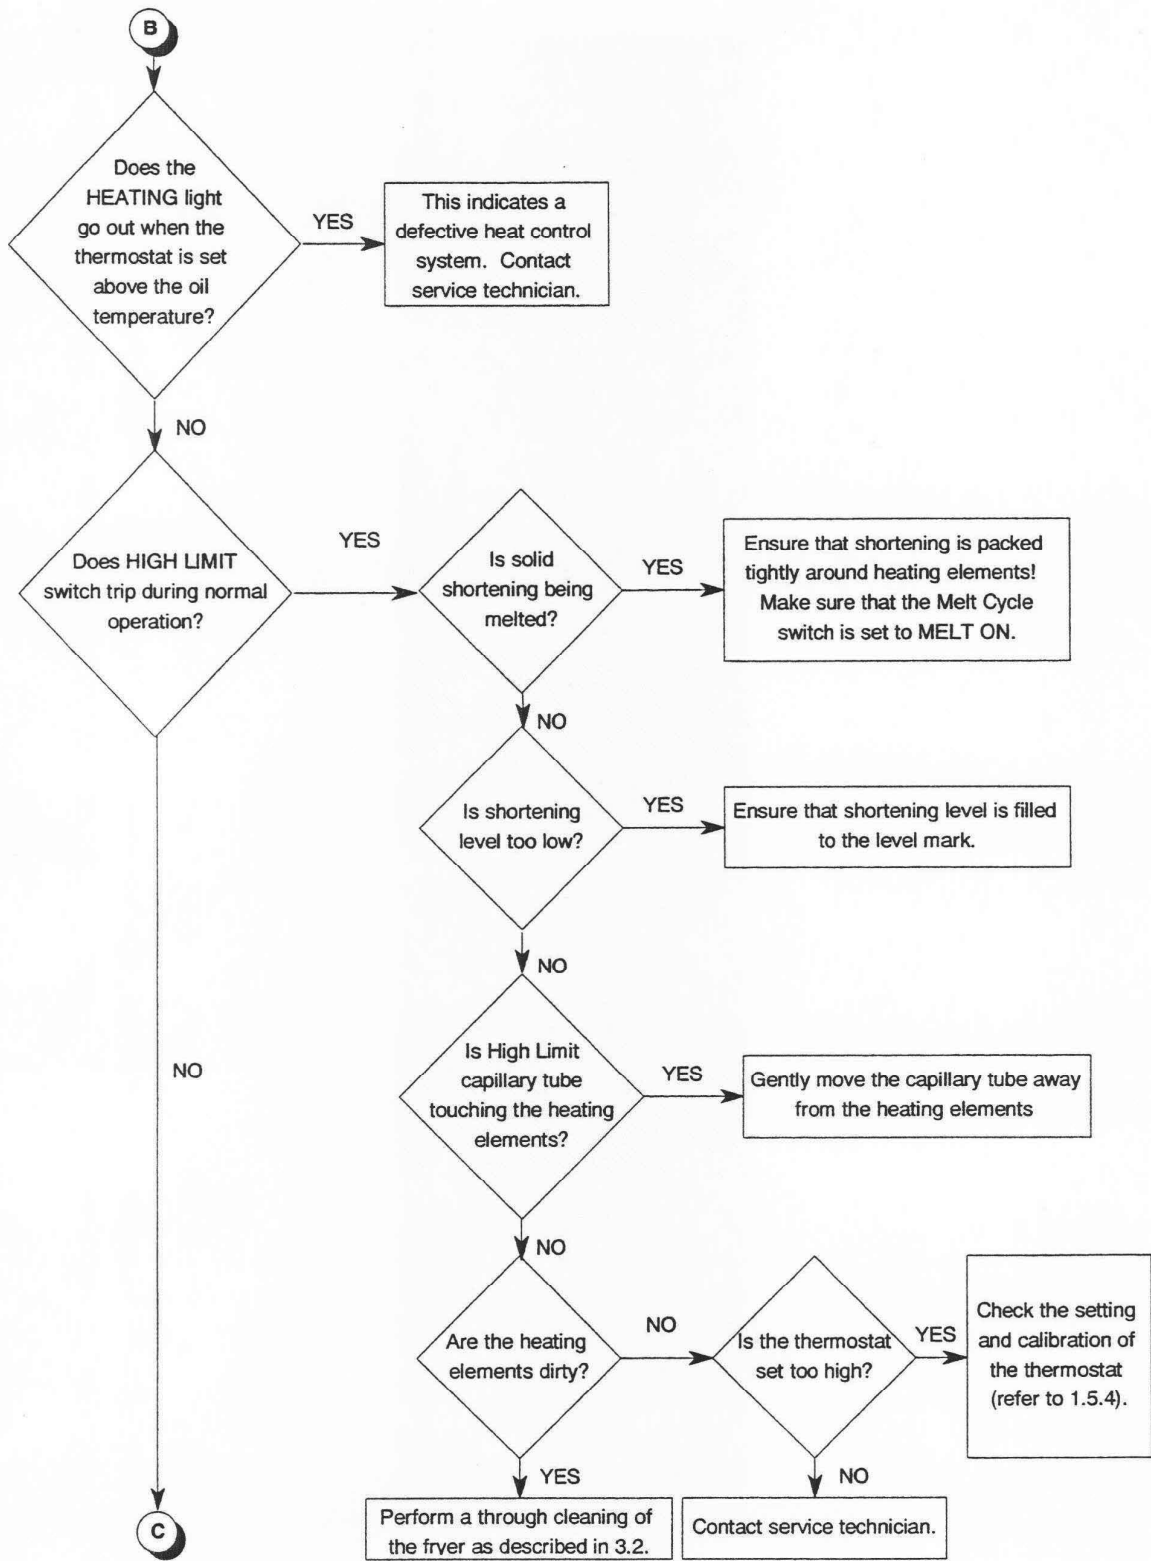 B
Does the
HEATING light
go out when the
thermostat is set
above the oil
temperature?
YES
This indicates a
defective heat control
system. Contact
service technician.
NO
Does HIGH LIMIT
switch trip during normal
operation?
YES
Is solid
shortening being
melted?
YES
Ensure that shortening is packed
tightly around heating elements!
Make sure that the Melt Cycle
switch is set to MELT ON.
NO
Is shortening
level too low?
YES
Ensure that shortening level is filled
to the level mark.
NO
Is High Limit
capillary tube
touching the heating
elements?
YES
Gently move the capillary tube away
from the heating elements
NO
NO
Are the heating
elements dirty?
NO
Is the thermostat
set too high?
YES
Check the setting
and calibration of
the thermostat
(refer to 1.5.4).
YES
Perform a through cleaning of
the fryer as described in 3.2.
NO
Contact service technician.
C